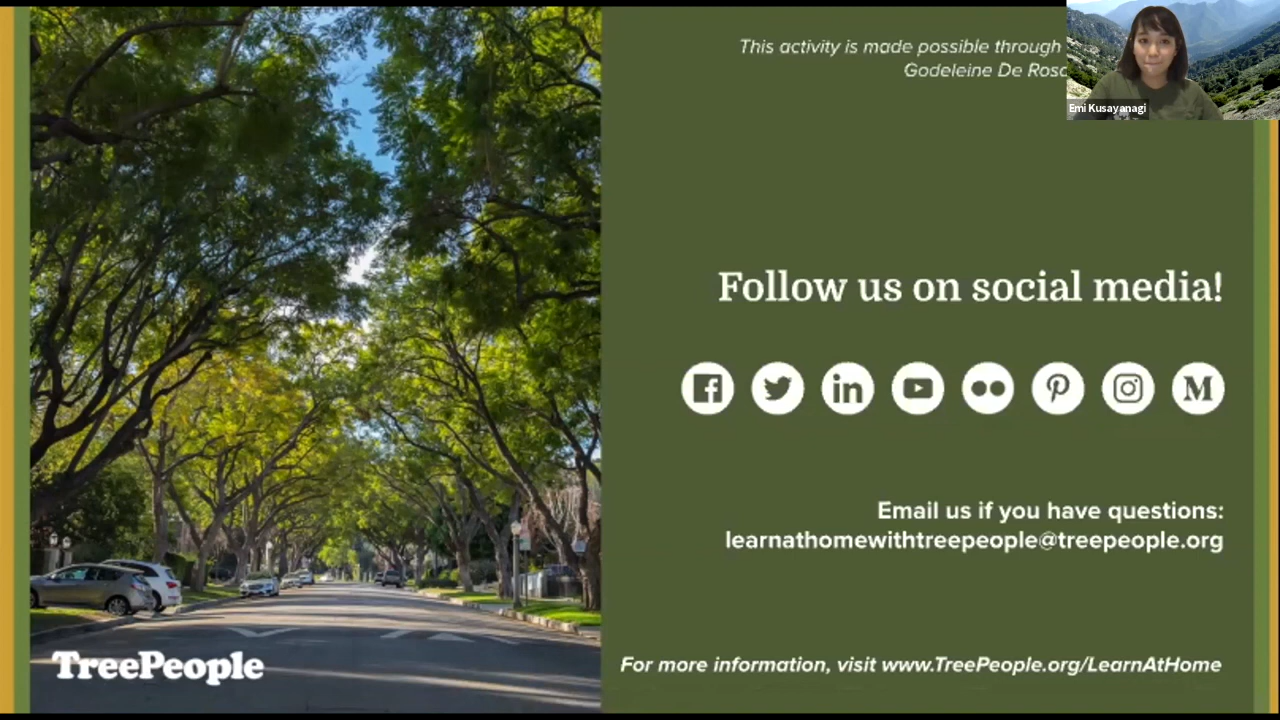 This activity is made possible through
Godeleine De Rosa
Emi Kusayanagi
Follow us on social media!
Email us if you have questions:
learnathomewithtreepeople@treepeople.org
TreePeople
For more information, visit www.TreePeople.org/LearnAtHome